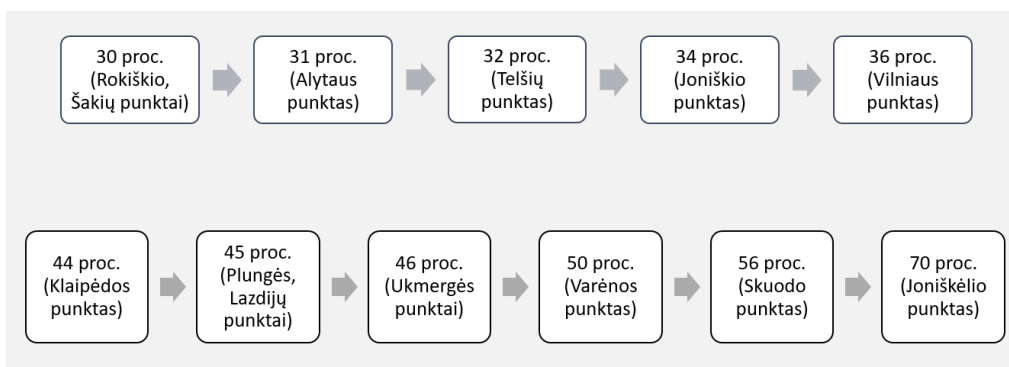 30 proc.
(Rokiškio,
Šakių punktai)
31 proc.
(Alytaus
punktas)
32 proc.
(Telšių
punktas)
34 proc.
(Joniškio
punktas)
36 proc.
(Vilniaus
punktas)
44 proc.
(Klaipėdos
punktas)
45 proc.
(Plungės,
Lazdijų
punktai)
46 proc.
(Ukmergės
punktai)
50 proc.
(Varėnos
punktas)
56 proc.
(Skuodo
punktas)
70 proc.
(Joniškėlio
punktas)